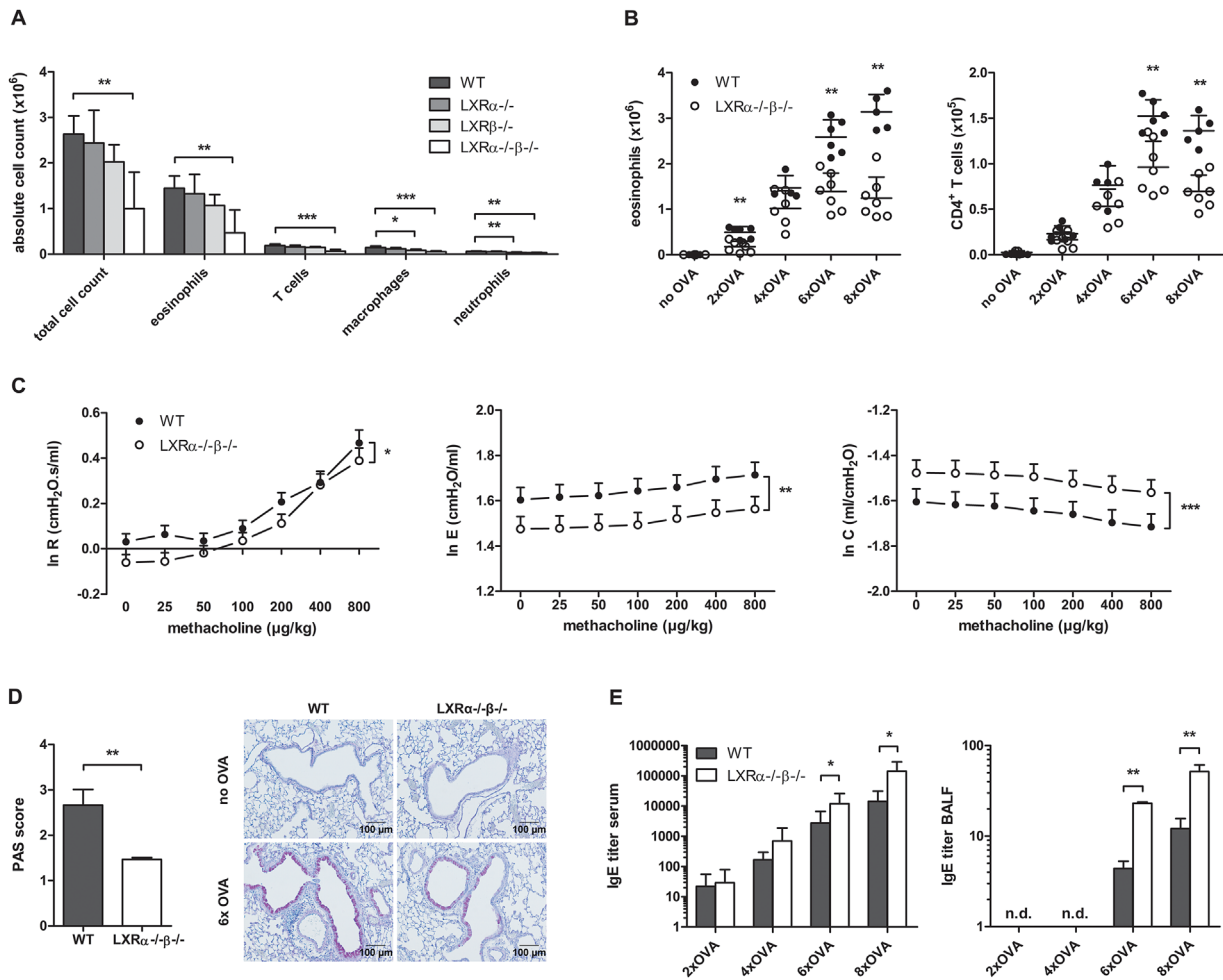 A
absolute cell count (x10⁶)
4
3
2
1
0
**
**
***
***
*
**
**
WT
LXRα-/-
LXRβ-/-
LXRα-/-β-/-
total cell count
eosinophils
T cells
macrophages
neutrophils
B
eosinophils (x10⁶)
4
3
2
1
0
WT
LXRα-/-β-/-
**
**
**
no OVA
2xOVA
4xOVA
6xOVA
8xOVA
CD4⁺ T cells (x10⁵)
2.0
1.5
1.0
0.5
0.0
**
**
no OVA
2xOVA
4xOVA
6xOVA
8xOVA
C
ln R (cmH₂O.s/ml)
0.6
0.4
0.2
0.0
-0.2
WT
LXRα-/-β-/-
*
0 25 50 100 200 400 800
methacholine (µg/kg)
ln E (cmH₂O/ml)
2.0
1.8
1.6
1.4
1.2
**
0 25 50 100 200 400 800
methacholine (µg/kg)
ln C (ml/cmH₂O)
-1.2
-1.4
-1.6
-1.8
-2.0
***
0 25 50 100 200 400 800
methacholine (µg/kg)
D
PAS score
4
3
2
1
0
**
WT LXRα-/-β-/-
WT LXRα-/-β-/-
no OVA
100 µm
100 µm
6x OVA
100 µm
100 µm
E
IgE titer serum
1000000
100000
10000
1000
100
10
1
WT
LXRα-/-β-/-
*
*
2xOVA
4xOVA
6xOVA
8xOVA
IgE titer BALF
100
10
1
n.d.
n.d.
**
**
2xOVA
4xOVA
6xOVA
8xOVA